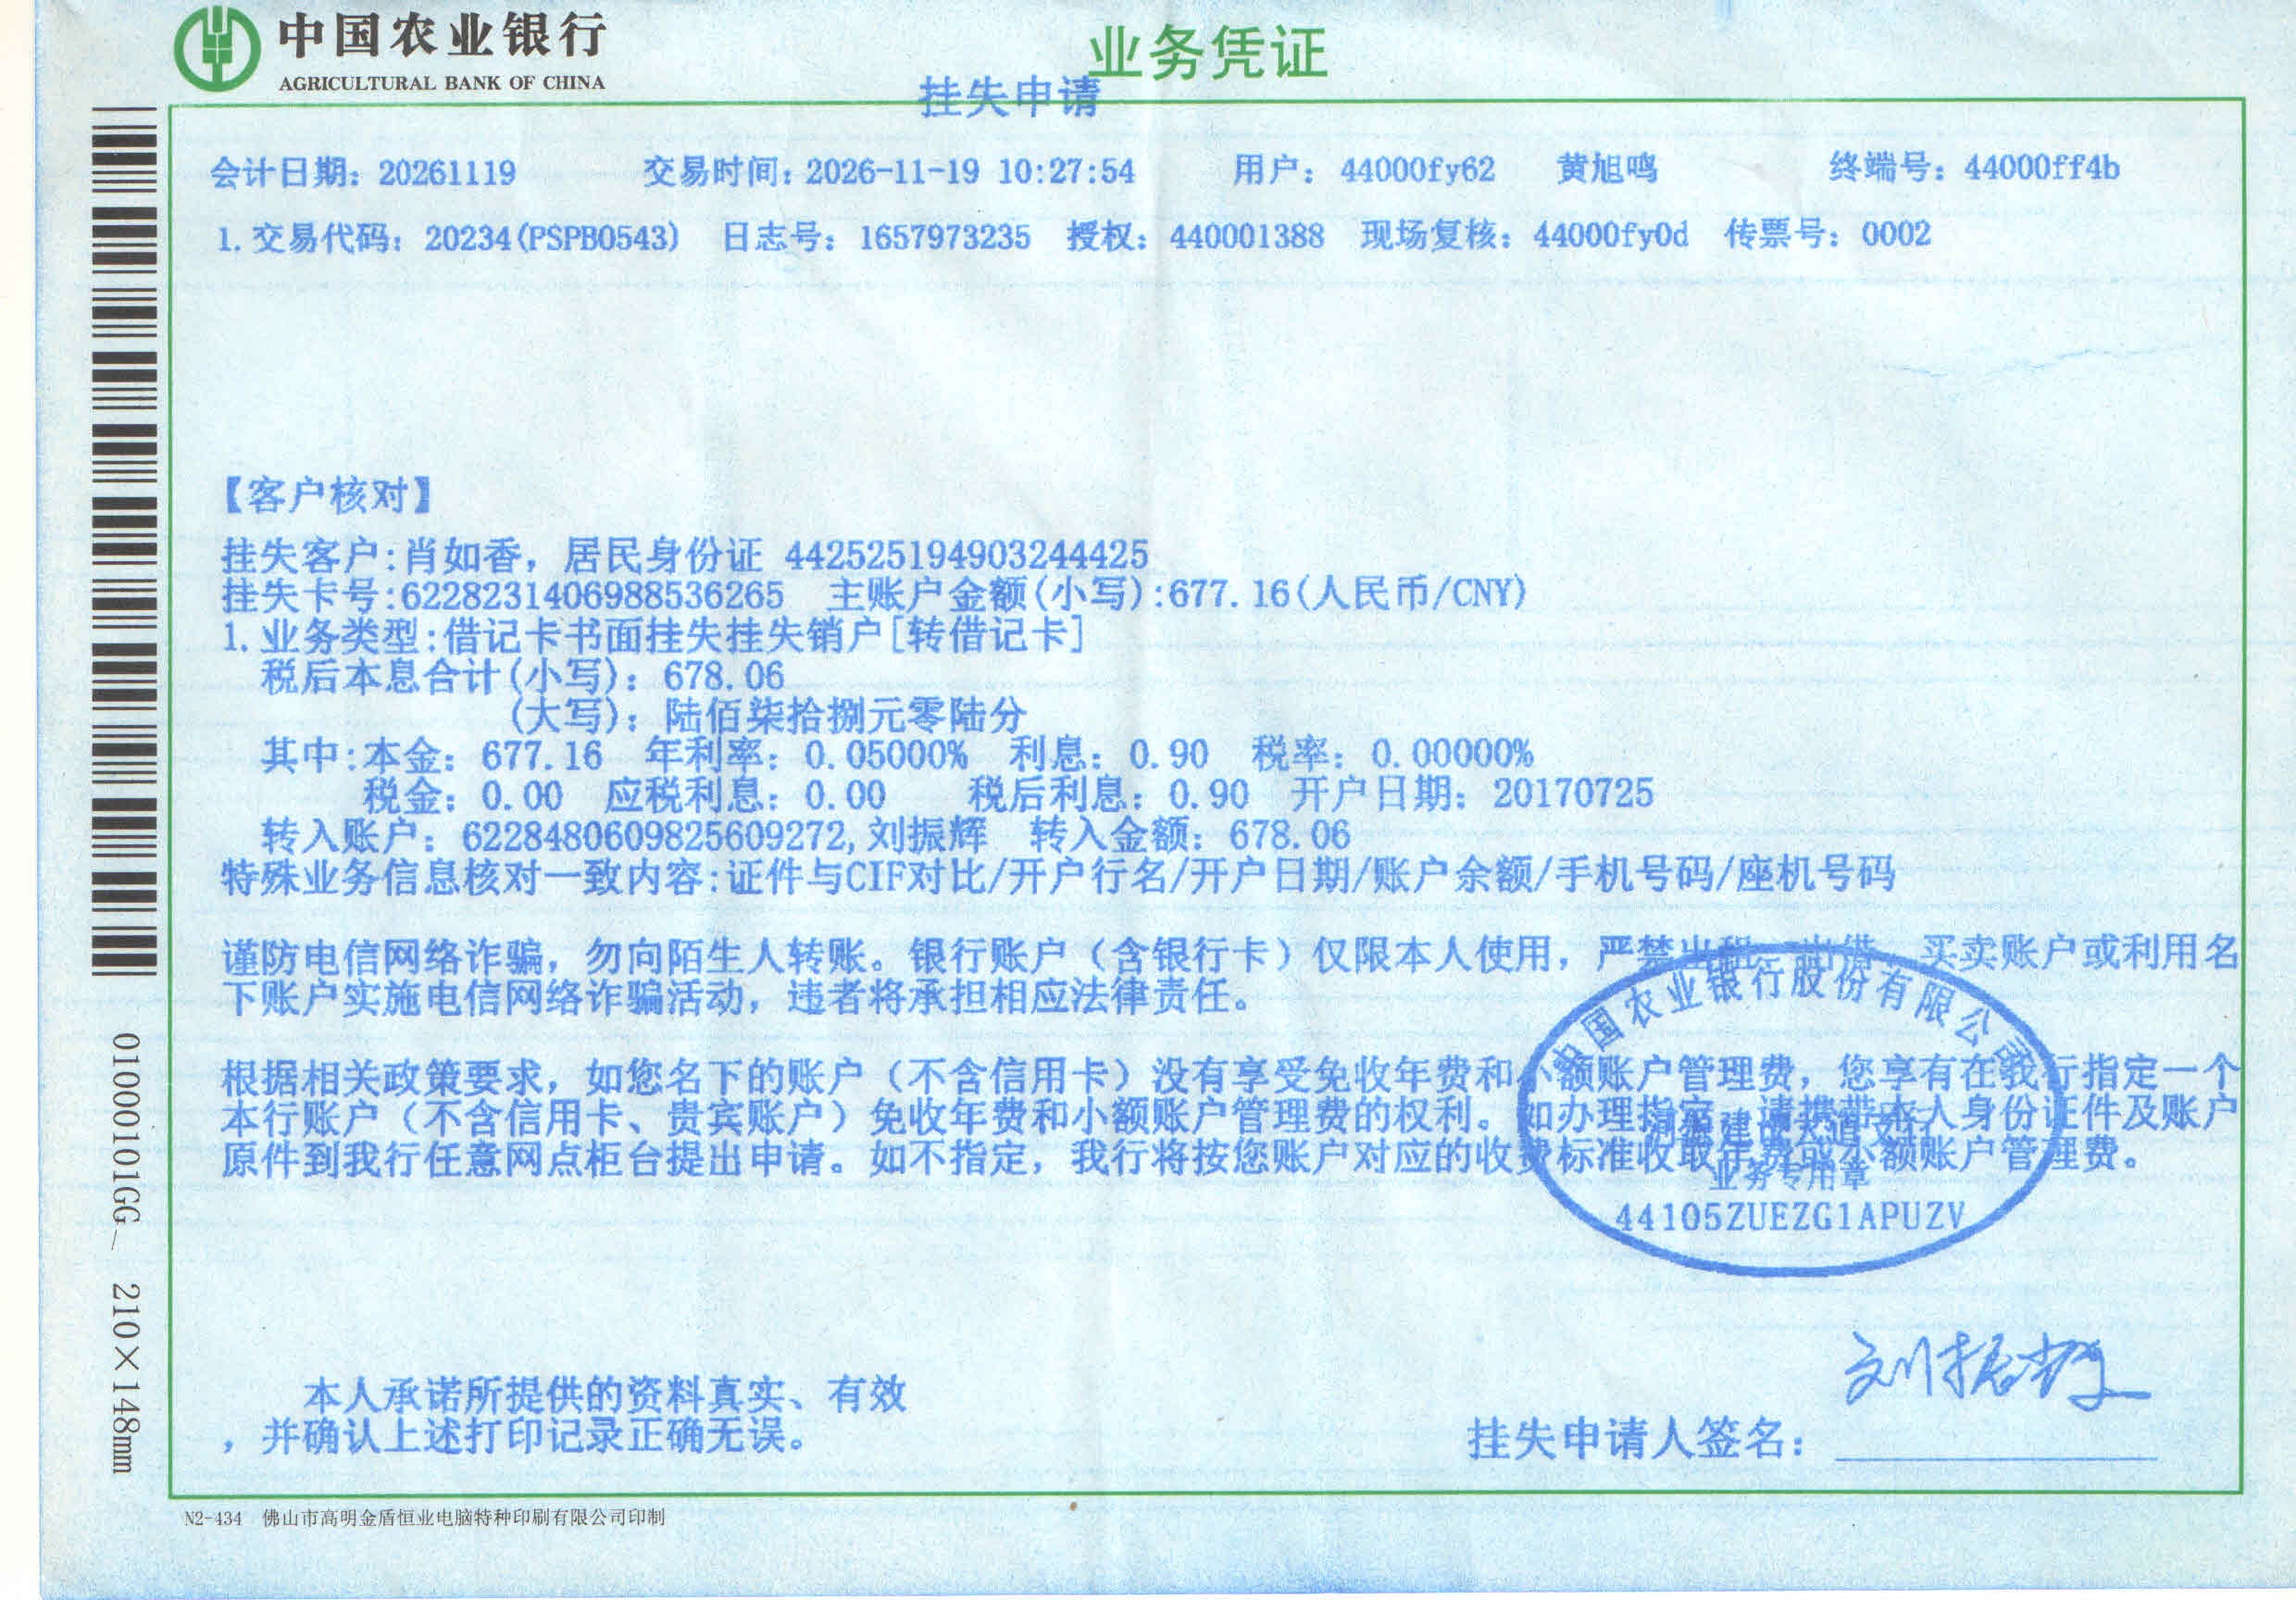 中国农业银行
AGRICULTURAL BANK OF CHINA
业务凭证
挂失申请
会计日期：20261119 交易时间：2026-11-19 10:27:54 用户：44000fy62 黄旭鸣 终端号：44000ff4b
1.交易代码：20234(PSPB0543) 日志号：1657973235 授权：440001388 现场复核：44000fy0d 传票号：0002
【客户核对】
挂失客户:肖如香，居民身份证 442525194903244425
挂失卡号:6228231406988536265 主账户金额(小写):677.16(人民币/CNY)
1.业务类型:借记卡书面挂失挂失销户[转借记卡]
税后本息合计(小写)：678.06
(大写)：陆佰柒拾捌元零陆分
其中:本金：677.16 年利率：0.05000% 利息：0.90 税率：0.00000%
税金：0.00 应税利息：0.00 税后利息：0.90 开户日期：20170725
转入账户：6228480609825609272,刘振辉 转入金额：678.06
特殊业务信息核对一致内容:证件与CIF对比/开户行名/开户日期/账户余额/手机号码/座机号码
谨防电信网络诈骗，勿向陌生人转账。银行账户（含银行卡）仅限本人使用，严禁出租、出借、买卖账户或利用名
下账户实施电信网络诈骗活动，违者将承担相应法律责任。
根据相关政策要求，如您名下的账户（不含信用卡）没有享受免收年费和小额账户管理费，您享有在我行指定一个
本行账户（不含信用卡、贵宾账户）免收年费和小额账户管理费的权利。如办理指定，请携带本人身份证件及账户
原件到我行任意网点柜台提出申请。如不指定，我行将按您账户对应的收费标准收取年费或小额账户管理费。
中国农业银行股份有限公司
建设大道支行
业务专用章
44105ZUEZG1APUZV
本人承诺所提供的资料真实、有效
，并确认上述打印记录正确无误。
挂失申请人签名：
刘振辉
01000101GG- 210×148mm
N2-434 佛山市高明金盾恒业电脑特种印刷有限公司印制